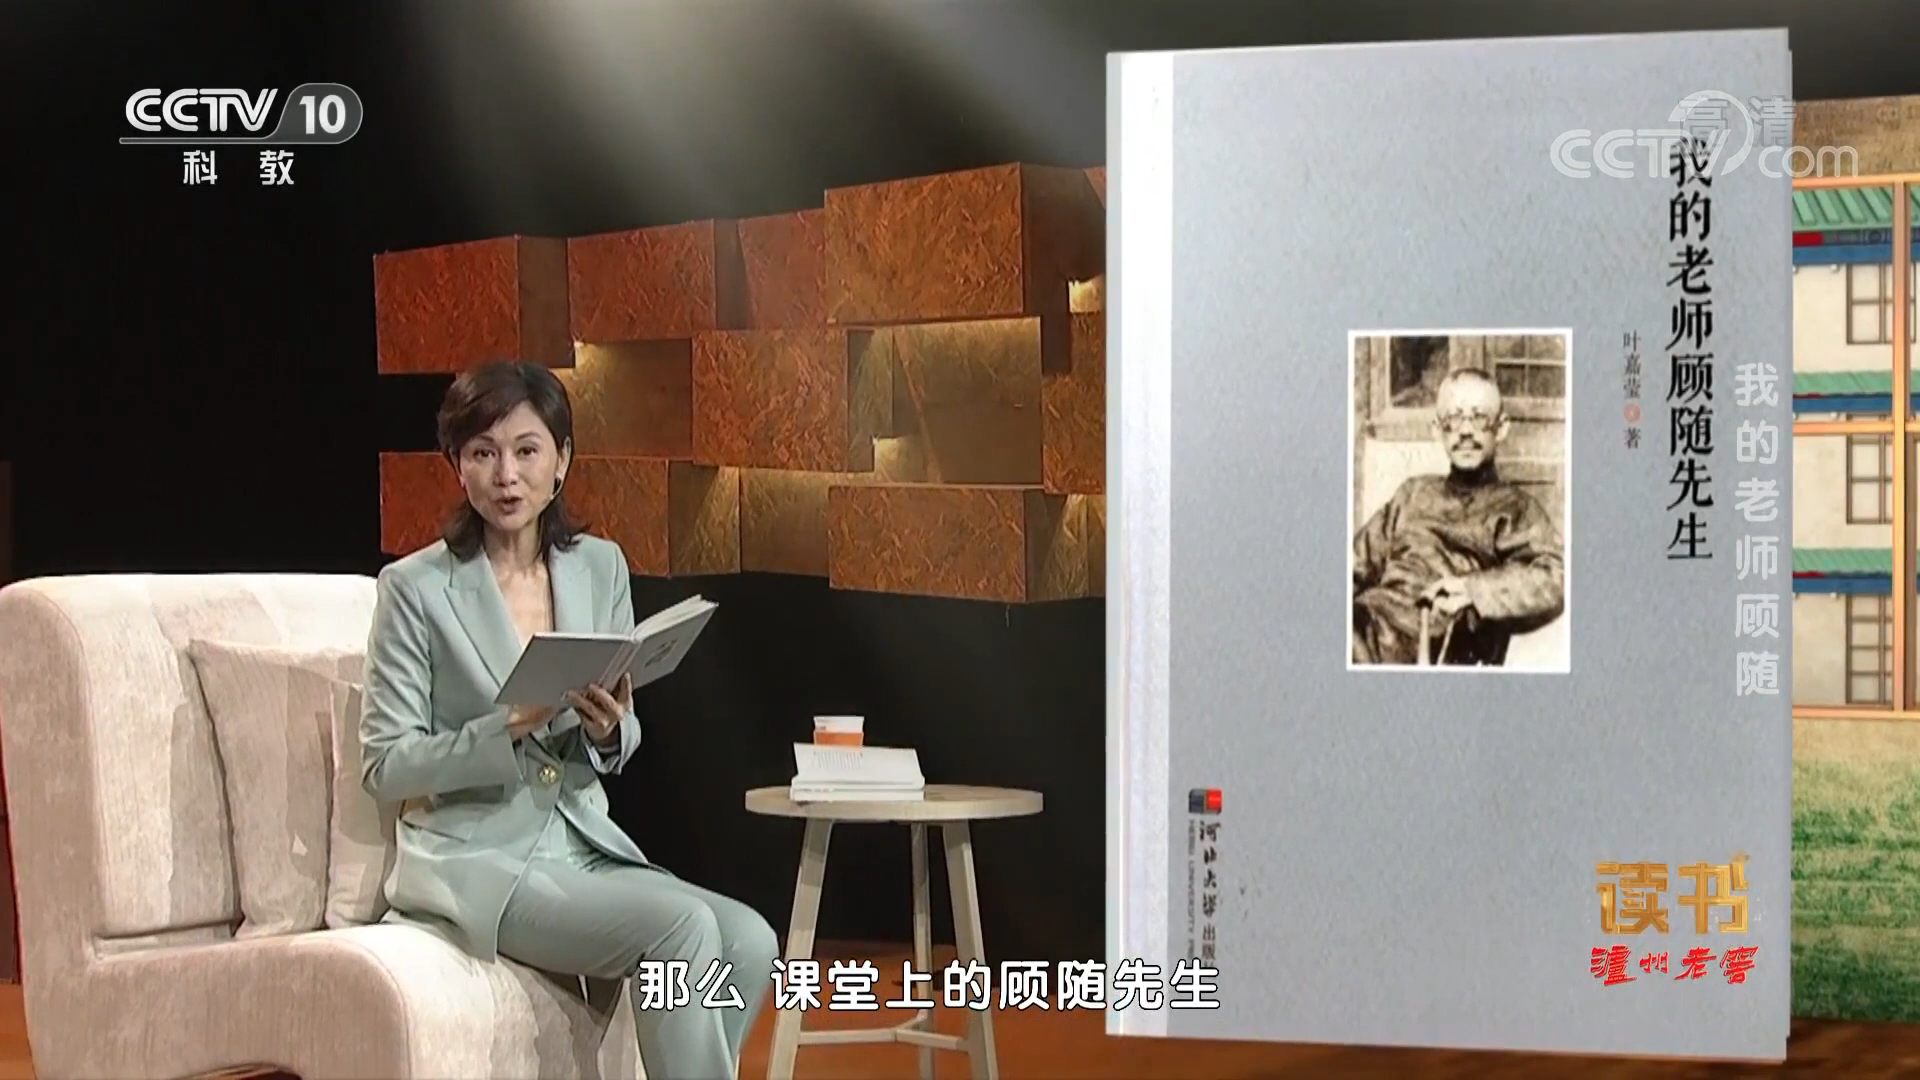 CCTV 10
科 教
高清
CCTV com
我的老师顾随先生
叶嘉莹 著
我的老师顾随
河北大学出版社
读书
泸州老窖
那么 课堂上的顾随先生